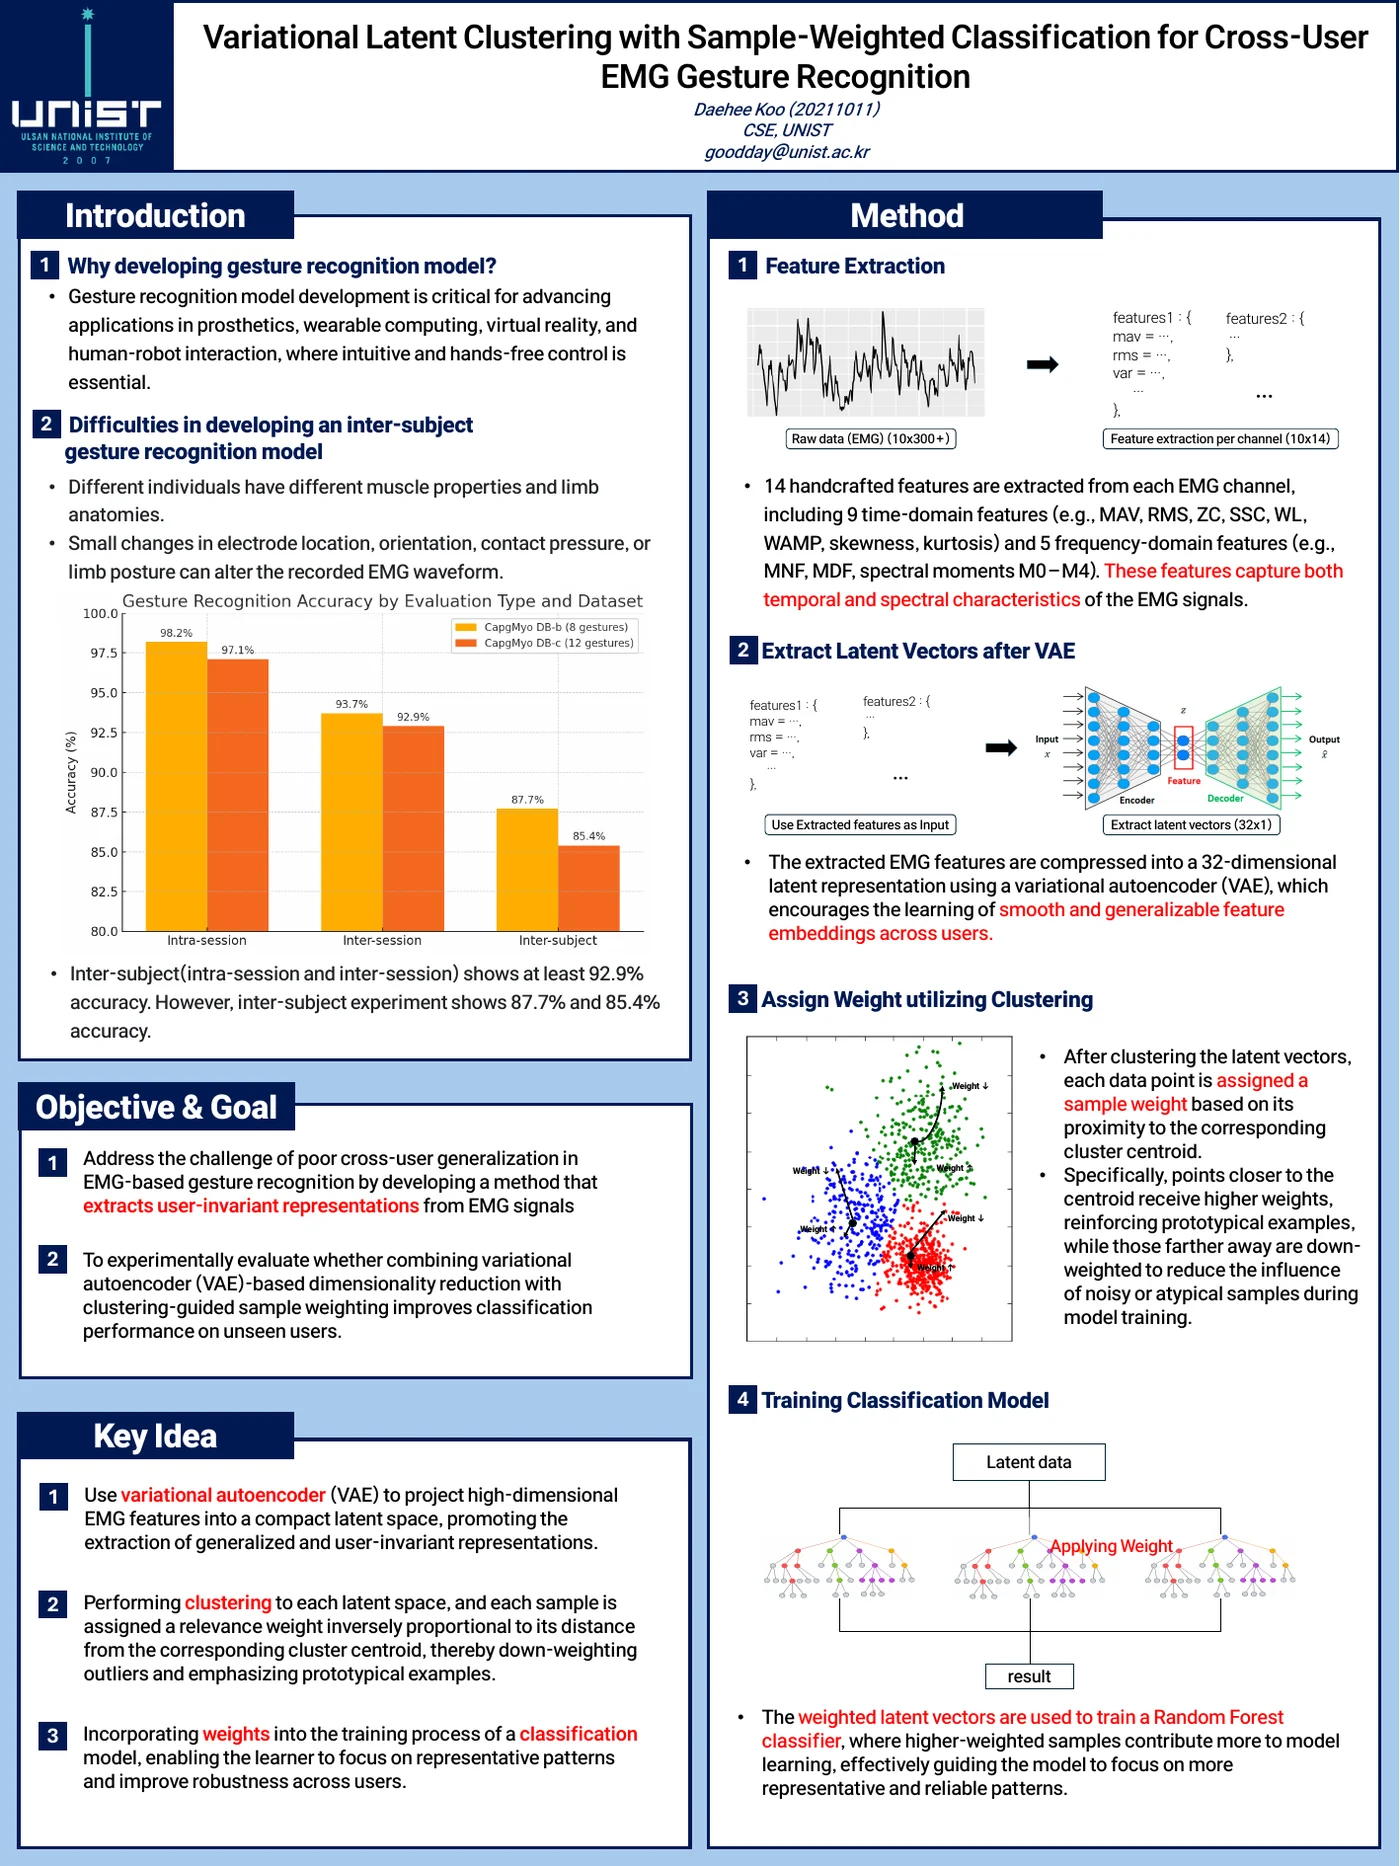 UNIST
ULSAN NATIONAL INSTITUTE OF
SCIENCE AND TECHNOLOGY
2 0 0 7
Variational Latent Clustering with Sample-Weighted Classification for Cross-User
EMG Gesture Recognition
Daehee Koo (20211011)
CSE, UNIST
goodday@unist.ac.kr
Introduction
1 Why developing gesture recognition model?
• Gesture recognition model development is critical for advancing
applications in prosthetics, wearable computing, virtual reality, and
human-robot interaction, where intuitive and hands-free control is
essential.
2 Difficulties in developing an inter-subject
gesture recognition model
• Different individuals have different muscle properties and limb
anatomies.
• Small changes in electrode location, orientation, contact pressure, or
limb posture can alter the recorded EMG waveform.
Gesture Recognition Accuracy by Evaluation Type and Dataset
CapgMyo DB-b (8 gestures)
CapgMyo DB-c (12 gestures)
Accuracy (%)
100.0
97.5
95.0
92.5
90.0
87.5
85.0
82.5
80.0
98.2%
97.1%
93.7%
92.9%
87.7%
85.4%
Intra-session
Inter-session
Inter-subject
• Inter-subject(intra-session and inter-session) shows at least 92.9%
accuracy. However, inter-subject experiment shows 87.7% and 85.4%
accuracy.
Objective & Goal
1 Address the challenge of poor cross-user generalization in
EMG-based gesture recognition by developing a method that
extracts user-invariant representations from EMG signals
2 To experimentally evaluate whether combining variational
autoencoder (VAE)-based dimensionality reduction with
clustering-guided sample weighting improves classification
performance on unseen users.
Key Idea
1 Use variational autoencoder (VAE) to project high-dimensional
EMG features into a compact latent space, promoting the
extraction of generalized and user-invariant representations.
2 Performing clustering to each latent space, and each sample is
assigned a relevance weight inversely proportional to its distance
from the corresponding cluster centroid, thereby down-weighting
outliers and emphasizing prototypical examples.
3 Incorporating weights into the training process of a classification
model, enabling the learner to focus on representative patterns
and improve robustness across users.
Method
1 Feature Extraction
features1 : {
mav = ···,
rms = ···,
var = ···,
···
},
features2 : {
···
},
...
Raw data (EMG) (10x300+)
Feature extraction per channel (10x14)
• 14 handcrafted features are extracted from each EMG channel,
including 9 time-domain features (e.g., MAV, RMS, ZC, SSC, WL,
WAMP, skewness, kurtosis) and 5 frequency-domain features (e.g.,
MNF, MDF, spectral moments M0–M4). These features capture both
temporal and spectral characteristics of the EMG signals.
2 Extract Latent Vectors after VAE
features1 : {
mav = ···,
rms = ···,
var = ···,
···
},
features2 : {
···
},
...
Input
x
z
Feature
Encoder
Decoder
Output
x̂
Use Extracted features as Input
Extract latent vectors (32x1)
• The extracted EMG features are compressed into a 32-dimensional
latent representation using a variational autoencoder (VAE), which
encourages the learning of smooth and generalizable feature
embeddings across users.
3 Assign Weight utilizing Clustering
Weight ↓
Weight ↑
Weight ↓
Weight
Weight ↓
Weight ↑
• After clustering the latent vectors,
each data point is assigned a
sample weight based on its
proximity to the corresponding
cluster centroid.
• Specifically, points closer to the
centroid receive higher weights,
reinforcing prototypical examples,
while those farther away are down-
weighted to reduce the influence
of noisy or atypical samples during
model training.
4 Training Classification Model
Latent data
Applying Weight
result
• The weighted latent vectors are used to train a Random Forest
classifier, where higher-weighted samples contribute more to model
learning, effectively guiding the model to focus on more
representative and reliable patterns.